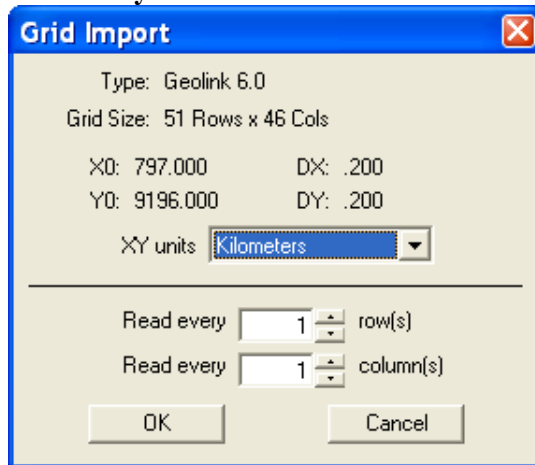 Grid Import
Type: Geolink 6.0
Grid Size: 51 Rows x 46 Cols
X0: 797.000 DX: .200
Y0: 9196.000 DY: .200
XY units Kilometers
Read every 1 row(s)
Read every 1 column(s)
OK Cancel